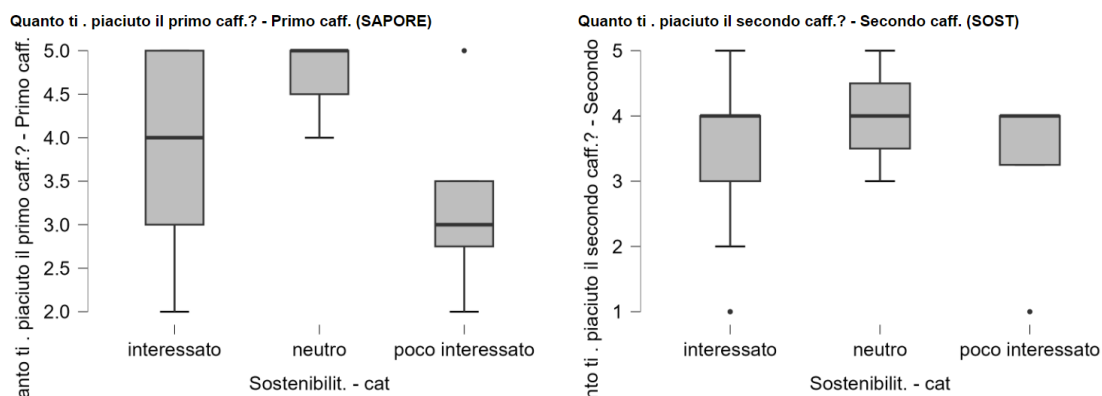 Quanto ti . piaciuto il primo caff.? - Primo caff. (SAPORE)
anto ti . piaciuto il primo caff.? - Primo caff.
5.0
4.5
4.0
3.5
3.0
2.5
2.0
interessato neutro poco interessato
Sostenibilit. - cat
Quanto ti . piaciuto il secondo caff.? - Secondo caff. (SOST)
nto ti . piaciuto il secondo caff.? - Secondo
5
4
3
2
1
interessato neutro poco interessato
Sostenibilit. - cat